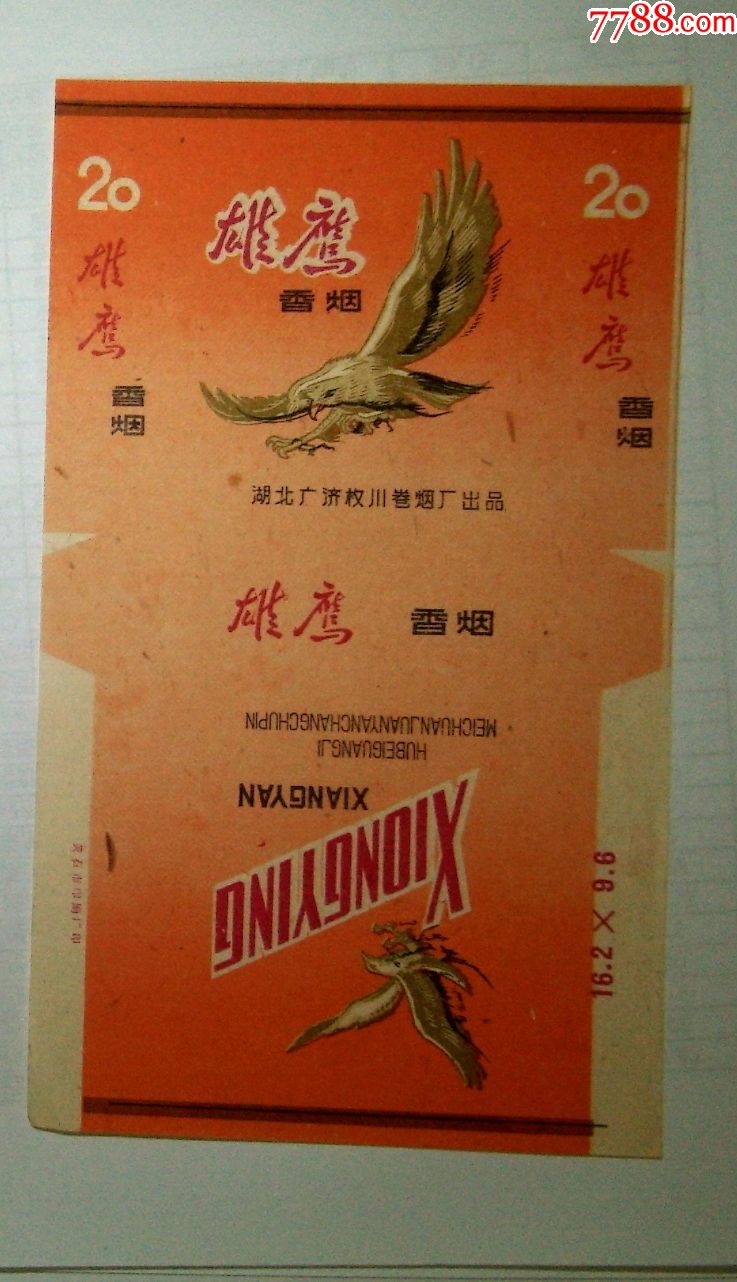 7788.com
20
雄鹰
香烟
雄鹰
香烟
20
雄鹰
香烟
湖北广济枚川卷烟厂出品
雄鹰 香烟
XIONGYING
XIANGYAN
HUBEIGUANGJI
MEICHUANJUANYANCHANGCHUPIN
16.2 X 9.6